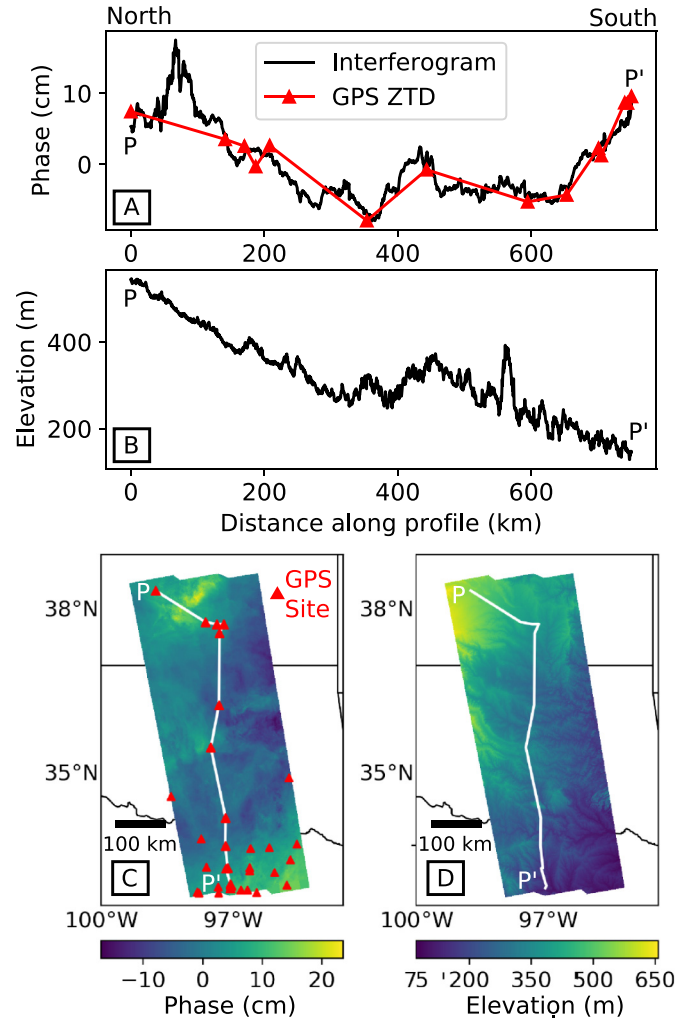 North South
Interferogram
GPS ZTD
P'
P
Phase (cm)
10
0
A
0 200 400 600
P
Elevation (m)
400
200
P'
B
0 200 400 600
Distance along profile (km)
P GPS
Site
38°N
35°N
100 km
C
P'
100°W 97°W
−10 0 10 20
Phase (cm)
P
38°N
35°N
100 km
D
P'
100°W 97°W
75 200 350 500 650
Elevation (m)